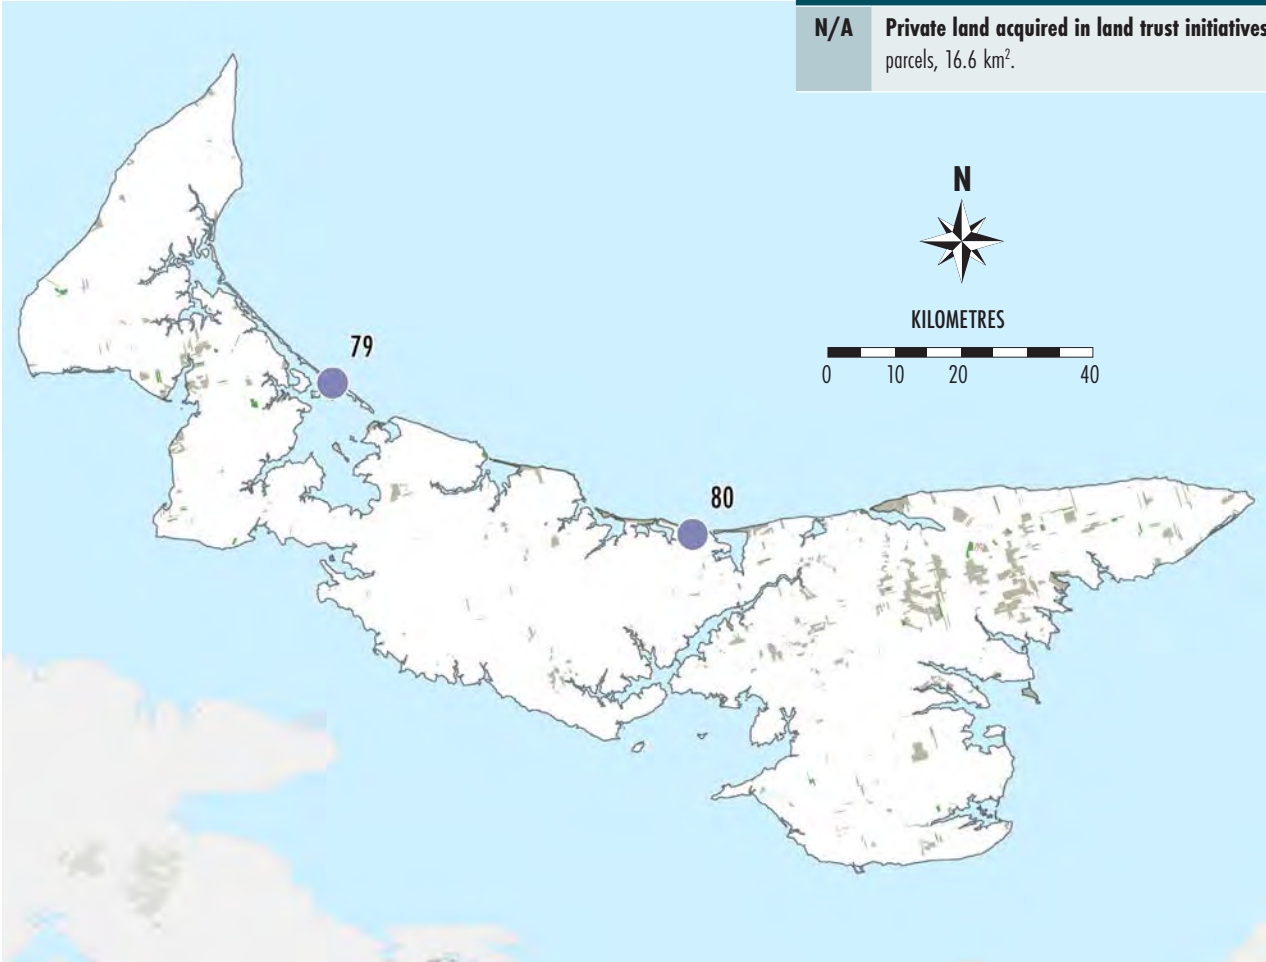 N/A Private land acquired in land trust initiatives
parcels, 16.6 km².
N
KILOMETRES
0 10 20 40
79
80